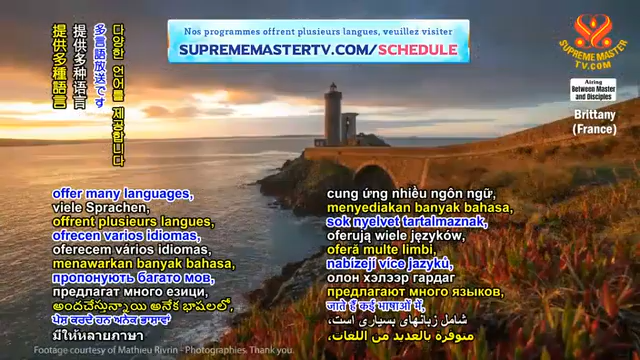 Nos programmes offrent plusieurs langues, veuillez visiter
SUPREMEMASTERTV.COM/SCHEDULE
SUPREME MASTER
TV.COM
Airing
Between Master
and Disciples
Brittany
(France)
다양한 언어를 제공합니다
多言語放送です
提供多种语言
提供多種語言
offer many languages,
viele Sprachen,
offrent plusieurs langues,
ofrecen varios idiomas,
oferecem vários idiomas,
menawarkan banyak bahasa,
пропонують багато мов,
предлагат много езици,
అందచేస్తున్నాయి అనేక భాషలలో,
ਪੇਸ਼ ਕਰਦੇ ਹਨ ਅਨੇਕ ਭਾਸ਼ਾਵਾਂ
มีให้หลายภาษา
cung ứng nhiều ngôn ngữ,
menyediakan banyak bahasa,
sok nyelvet tartalmaznak,
oferują wiele języków,
oferă multe limbi,
nabízejí více jazyků,
олон хэлээр гардаг
предлагают много языков,
जाते हैं कई भाषाओं में,
شامل زبانهای بسیاری است،
متوفرة بالعديد من اللغات،
Footage courtesy of Mathieu Rivrin - Photographies. Thank you.